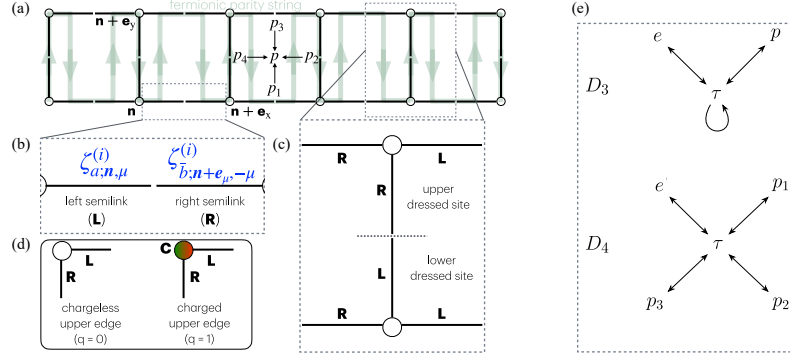 (a)
fermionic parity string
n + e_y
p_3
p_4
p
p_2
p_1
n
n + e_x
(b)
ζ^{(i)}_{a;n,μ}
ζ^{(i)}_{b̄;n+e_μ,-μ}
left semilink
(L)
right semilink
(R)
(c)
R
L
R
upper
dressed site
L
lower
dressed site
R
L
(d)
L
R
chargeless
upper edge
(q = 0)
C
L
R
charged
upper edge
(q = 1)
(e)
e
p
D_3
τ
e
p_1
D_4
τ
p_3
p_2